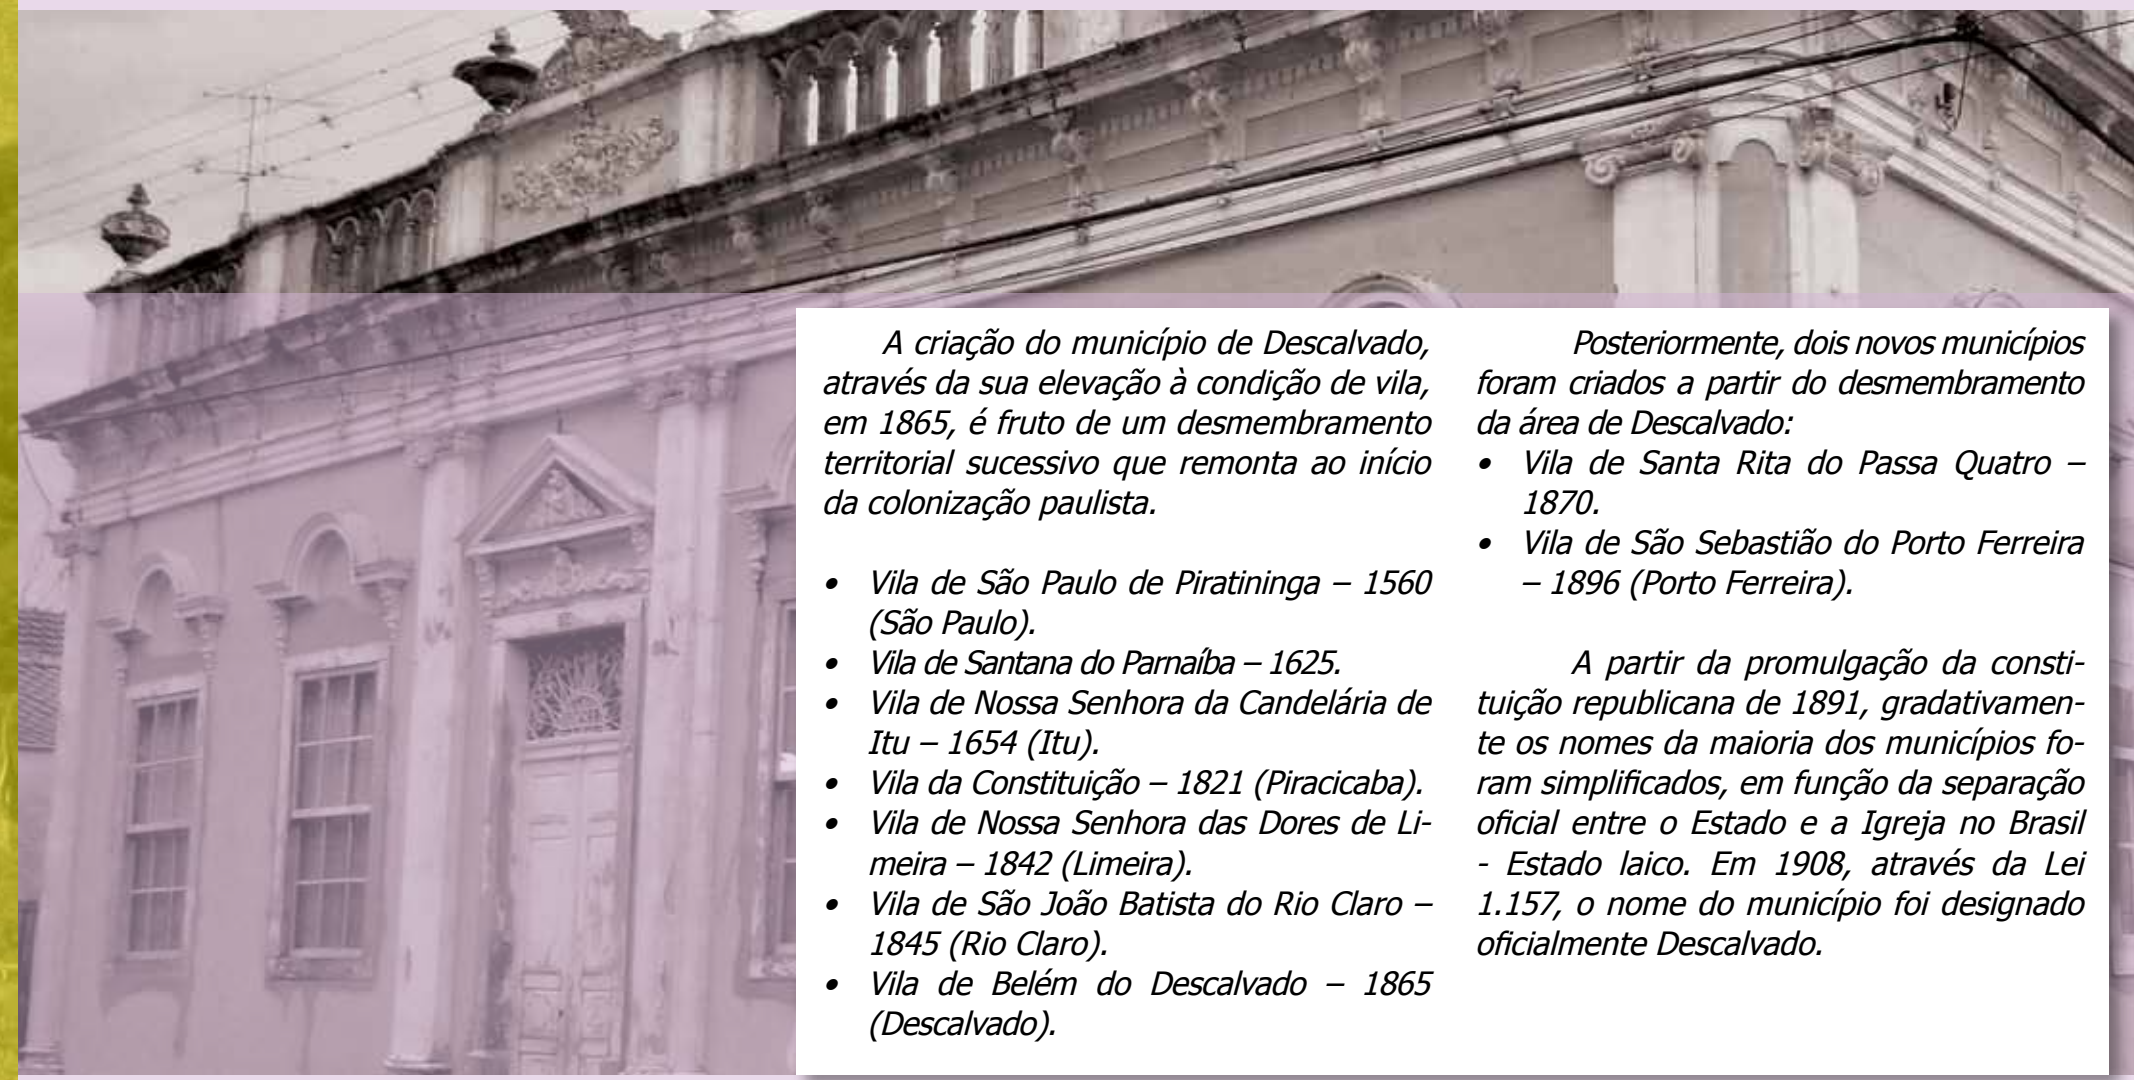 A criação do município de Descalvado,
através da sua elevação à condição de vila,
em 1865, é fruto de um desmembramento
territorial sucessivo que remonta ao início
da colonização paulista.
• Vila de São Paulo de Piratininga – 1560
(São Paulo).
• Vila de Santana do Parnaíba – 1625.
• Vila de Nossa Senhora da Candelária de
Itu – 1654 (Itu).
• Vila da Constituição – 1821 (Piracicaba).
• Vila de Nossa Senhora das Dores de Li-
meira – 1842 (Limeira).
• Vila de São João Batista do Rio Claro –
1845 (Rio Claro).
• Vila de Belém do Descalvado – 1865
(Descalvado).
Posteriormente, dois novos municípios
foram criados a partir do desmembramento
da área de Descalvado:
• Vila de Santa Rita do Passa Quatro –
1870.
• Vila de São Sebastião do Porto Ferreira
– 1896 (Porto Ferreira).
A partir da promulgação da consti-
tuição republicana de 1891, gradativamen-
te os nomes da maioria dos municípios fo-
ram simplificados, em função da separação
oficial entre o Estado e a Igreja no Brasil
- Estado laico. Em 1908, através da Lei
1.157, o nome do município foi designado
oficialmente Descalvado.